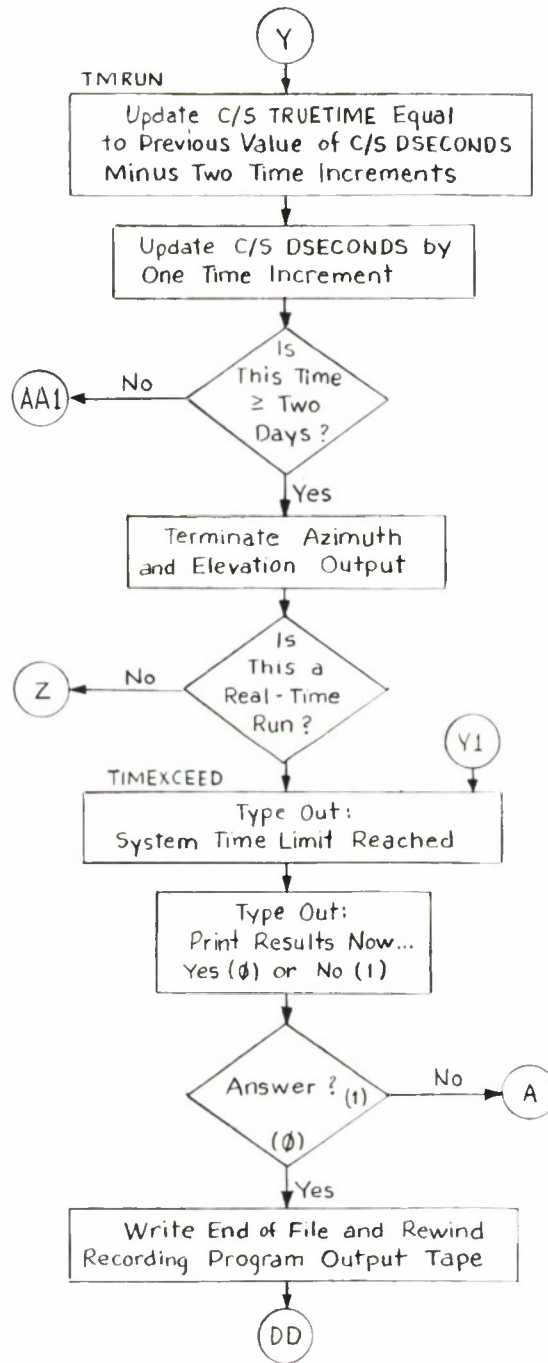 Y
TMRUN
Update C/S TRUETIME Equal
to Previous Value of C/S DSECONDS
Minus Two Time Increments
Update C/S DSECONDS by
One Time Increment
Is
This Time
≥ Two
Days?
No
AA1
Yes
Terminate Azimuth
and Elevation Output
Is
This a
Real-Time
Run?
No
Z
Y1
TIMEXCEED
Type Out:
System Time Limit Reached
Type Out:
Print Results Now...
Yes (ϕ) or No (1)
Answer?
(1)
No
A
(ϕ)
Yes
Write End of File and Rewind
Recording Program Output Tape
DD